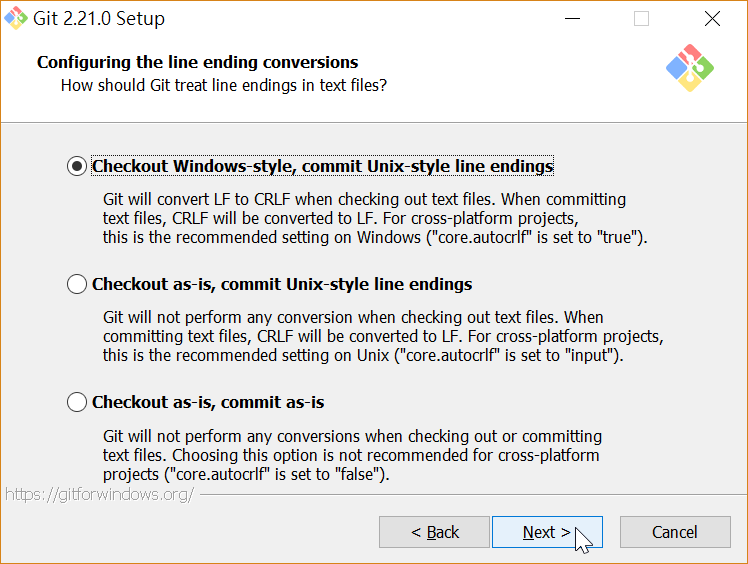 Git 2.21.0 Setup
Configuring the line ending conversions
How should Git treat line endings in text files?
Checkout Windows-style, commit Unix-style line endings
Git will convert LF to CRLF when checking out text files. When committing
text files, CRLF will be converted to LF. For cross-platform projects,
this is the recommended setting on Windows ("core.autocrlf" is set to "true").
Checkout as-is, commit Unix-style line endings
Git will not perform any conversion when checking out text files. When
committing text files, CRLF will be converted to LF. For cross-platform projects,
this is the recommended setting on Unix ("core.autocrlf" is set to "input").
Checkout as-is, commit as-is
Git will not perform any conversions when checking out or committing
text files. Choosing this option is not recommended for cross-platform
projects ("core.autocrlf" is set to "false").
https://gitforwindows.org/
< Back Next > Cancel